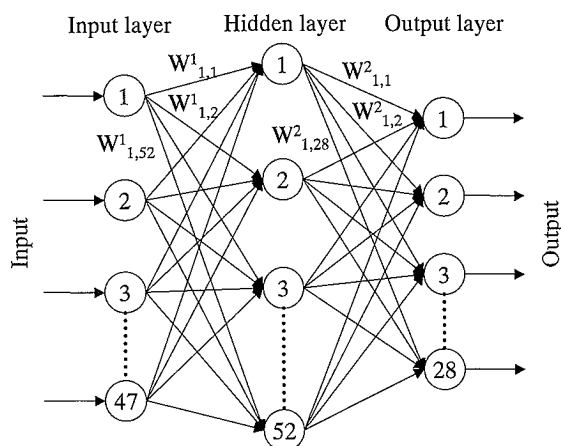 Input layer
Hidden layer
Output layer
W¹1,1
W¹1,2
W¹1,52
W²1,1
W²1,2
W²1,28
1
2
3
47
1
2
3
52
1
2
3
28
Input
Output